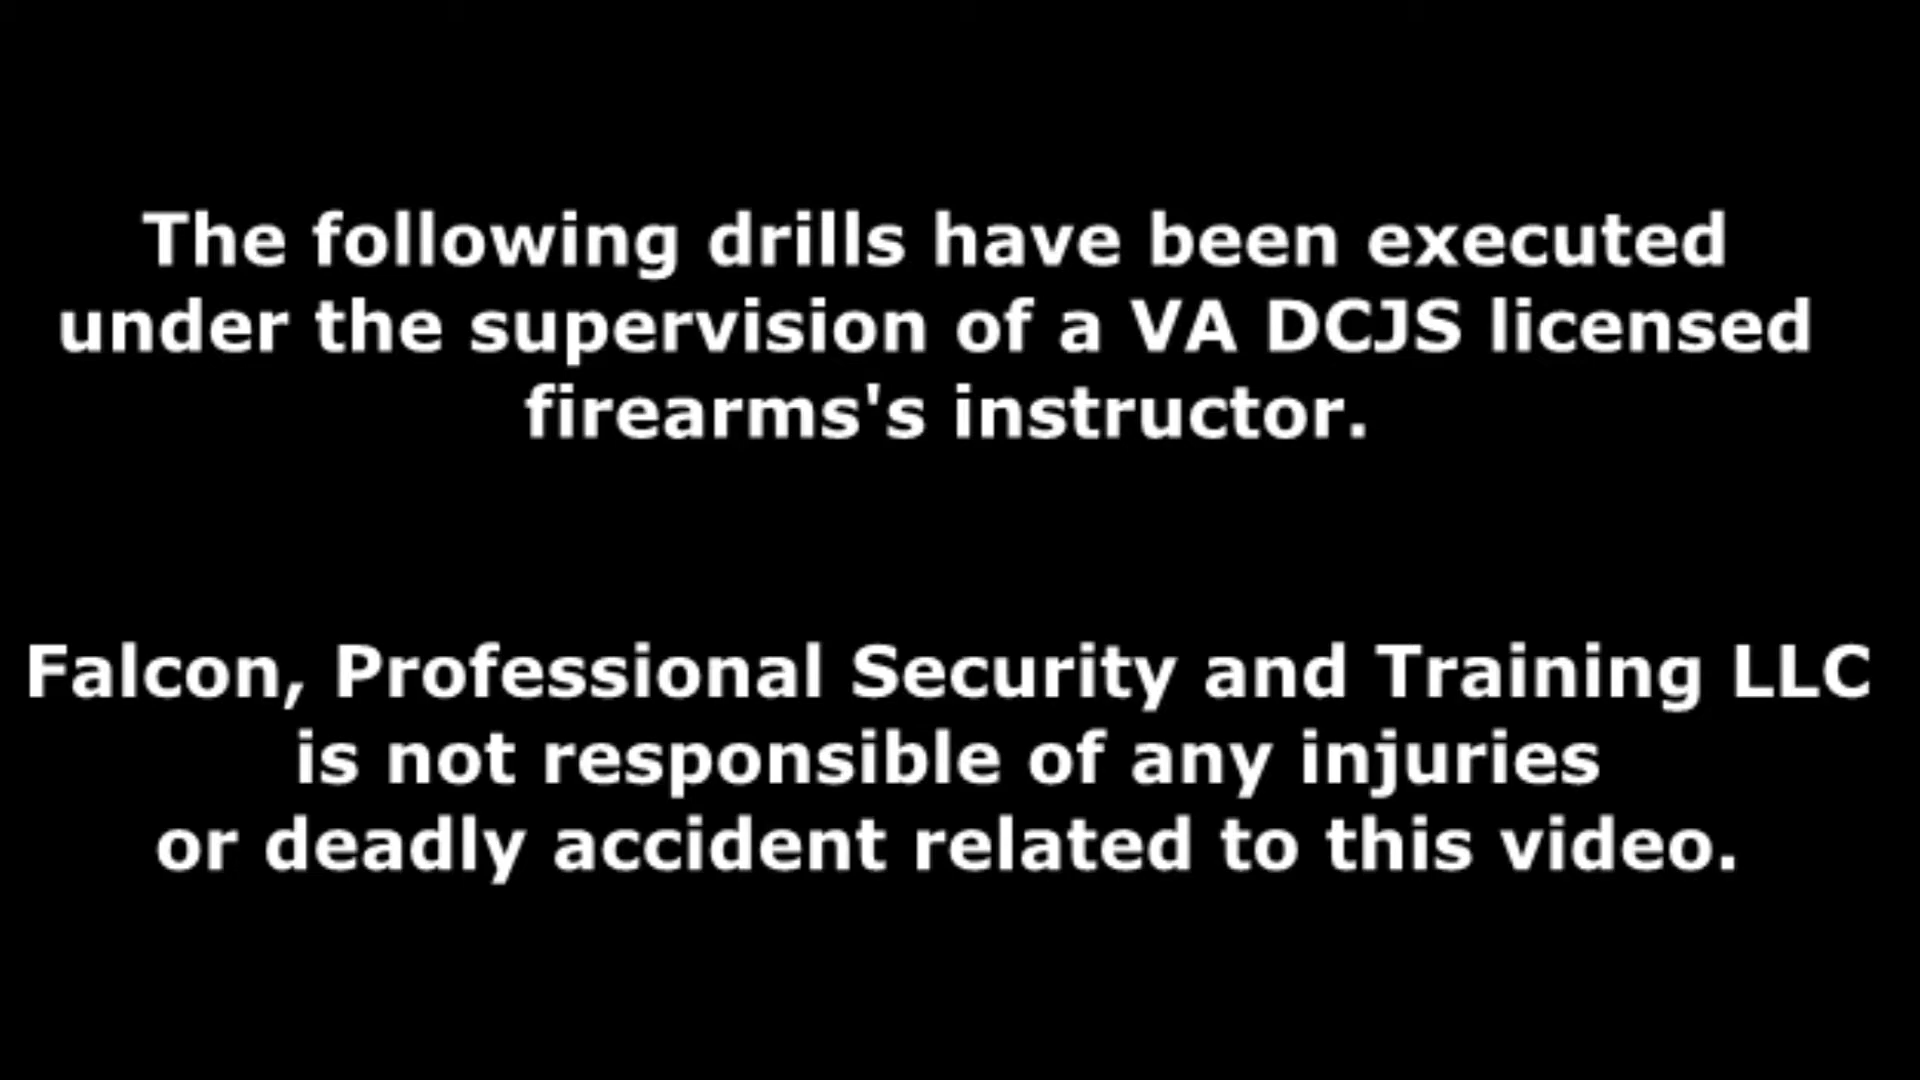 The following drills have been executed
under the supervision of a VA DCJS licensed
firearms's instructor.
Falcon, Professional Security and Training LLC
is not responsible of any injuries
or deadly accident related to this video.